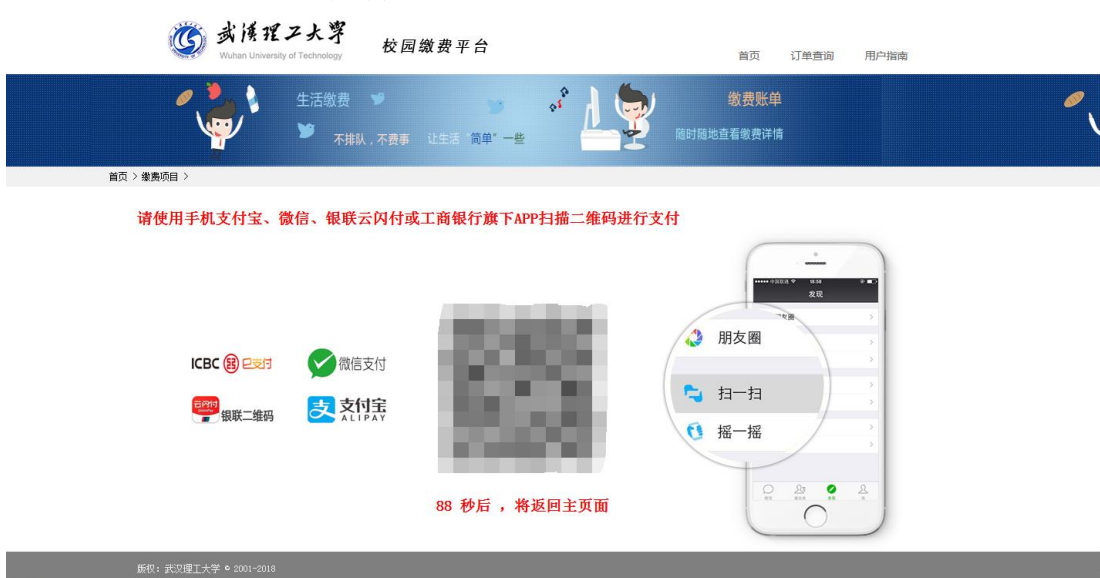 武汉理工大学
Wuhan University of Technology
校园缴费平台
首页 订单查询 用户指南
生活缴费
不排队，不费事 让生活“简单”一些
缴费账单
随时随地查看缴费详情
首页 > 缴费项目 >
请使用手机支付宝、微信、银联云闪付或工商银行旗下APP扫描二维码进行支付
ICBC e支付
微信支付
云闪付
银联二维码
支付宝
ALIPAY
发现
朋友圈
扫一扫
摇一摇
88 秒后 ，将返回主页面
版权: 武汉理工大学 © 2001-2018